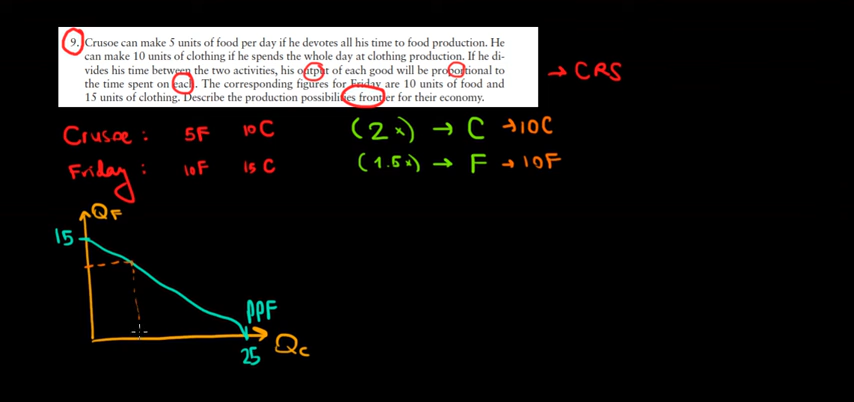 9. Crusoe can make 5 units of food per day if he devotes all his time to food production. He
can make 10 units of clothing if he spends the whole day at clothing production. If he di-
vides his time between the two activities, his output of each good will be proportional to
the time spent on each. The corresponding figures for Friday are 10 units of food and
15 units of clothing. Describe the production possibilities frontier for their economy.
→ CRS
Crusoe : 5F 10C (2x) → C → 10C
Friday : 10F 15C (1.5x) → F → 10F
QF
15
PPF
25 Qc